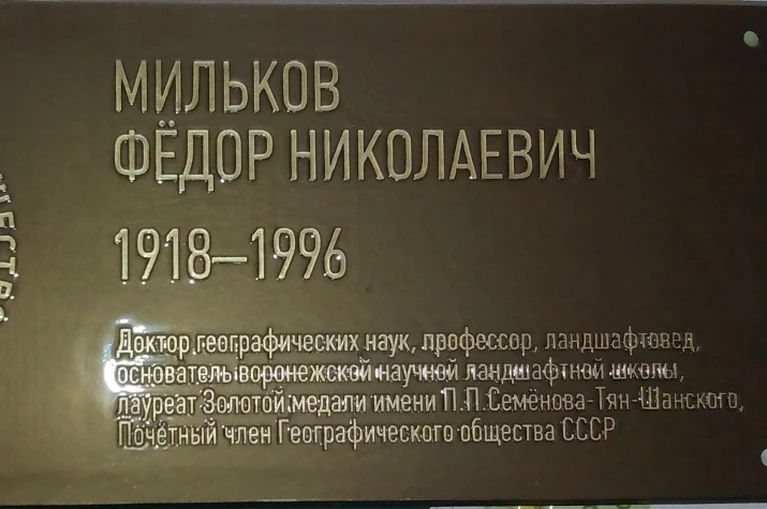 МИЛЬКОВ
ФЁДОР НИКОЛАЕВИЧ
1918–1996
Доктор географических наук, профессор, ландшафтовед,
основатель воронежской научной ландшафтной школы,
лауреат Золотой медали имени П.П.Семёнова-Тян-Шанского,
Почётный член Географического общества СССР